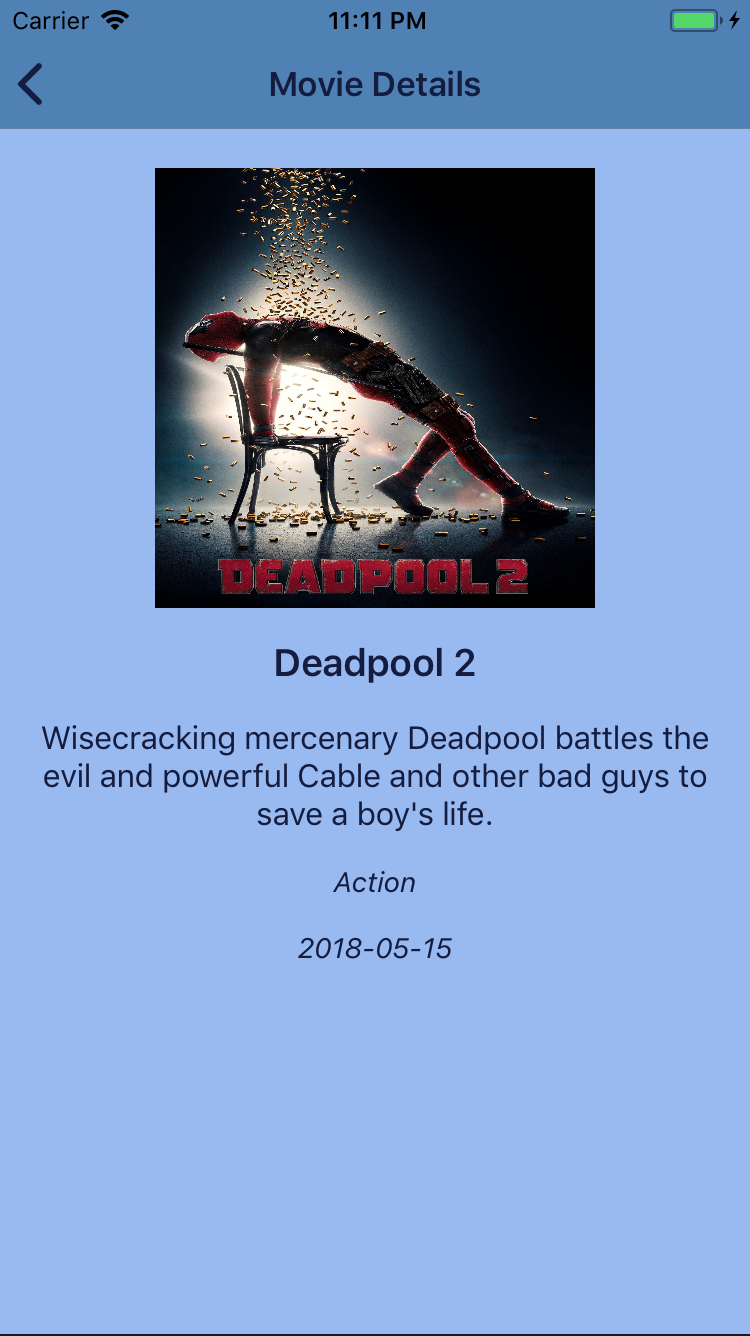 Carrier
11:11 PM
Movie Details
DEADPOOL 2
Deadpool 2
Wisecracking mercenary Deadpool battles the
evil and powerful Cable and other bad guys to
save a boy's life.
Action
2018-05-15